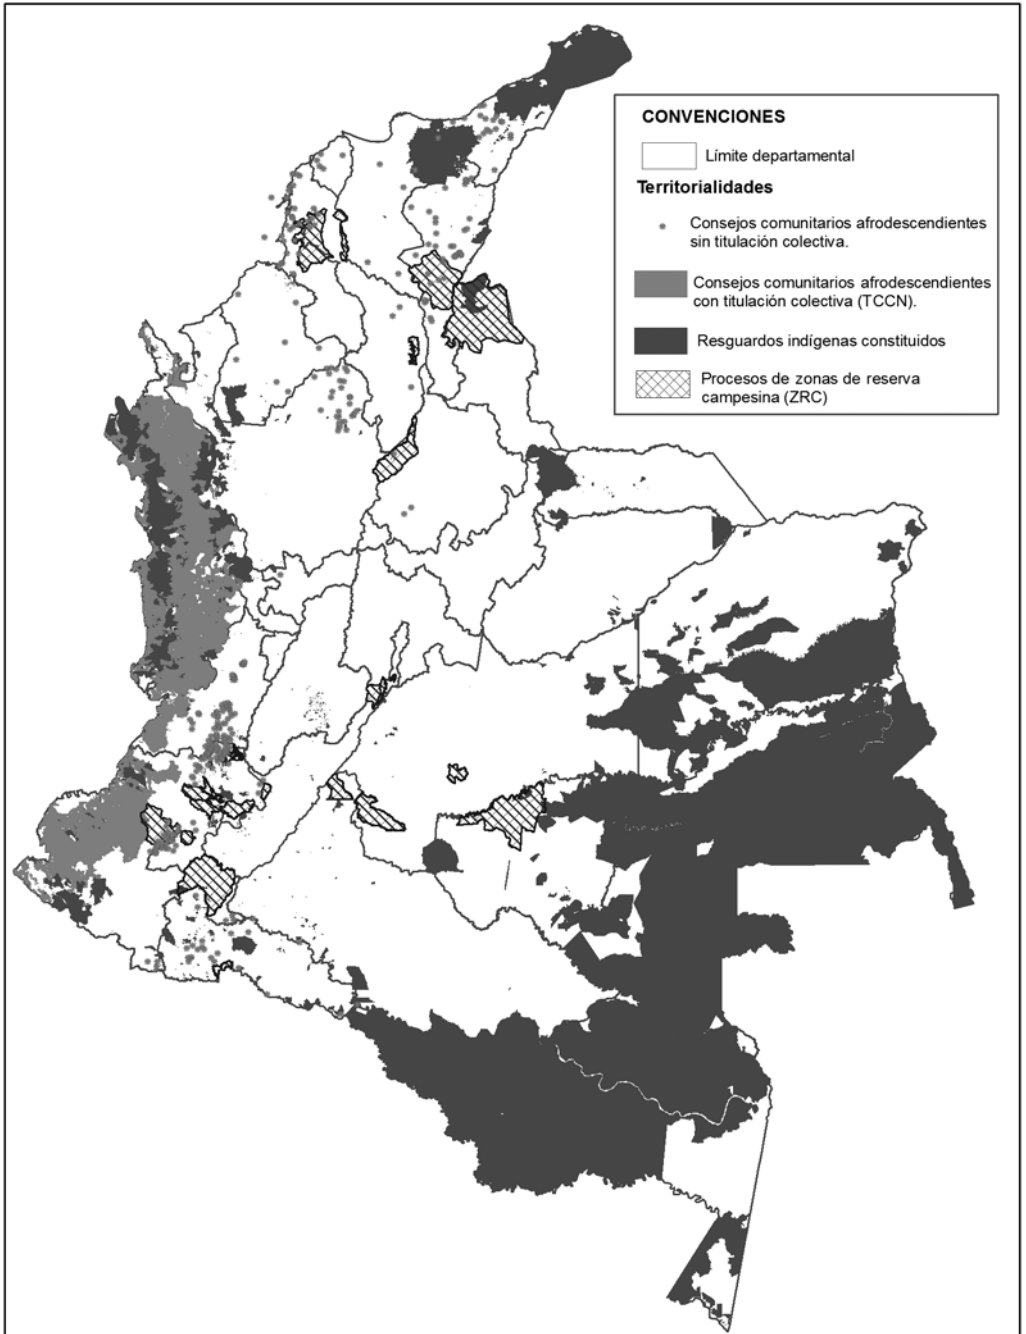 CONVENCIONES
Límite departamental
Territorialidades
Consejos comunitarios afrodescendientes
sin titulación colectiva.
Consejos comunitarios afrodescendientes
con titulación colectiva (TCCN).
Resguardos indígenas constituidos
Procesos de zonas de reserva
campesina (ZRC)